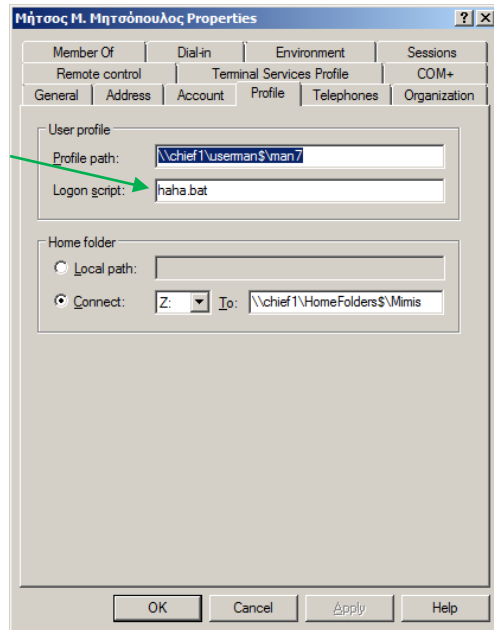 Μήτσος Μ. Μητσόπουλος Properties
Member Of Dial-in Environment Sessions
Remote control Terminal Services Profile COM+
General Address Account Profile Telephones Organization
User profile
Profile path: \\chief1\userman$\man7
Logon script: haha.bat
Home folder
Local path:
Connect: Z: To: \\chief1\HomeFolders$\Mimis
OK Cancel Apply Help